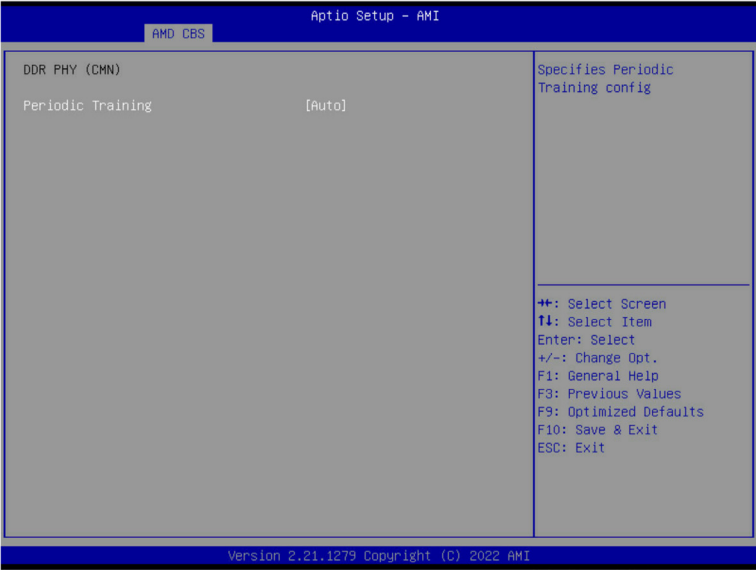 Aptio Setup – AMI
AMD CBS
DDR PHY (CMN)
Periodic Training [Auto]
Specifies Periodic
Training config
→←: Select Screen
↑↓: Select Item
Enter: Select
+/-: Change Opt.
F1: General Help
F3: Previous Values
F9: Optimized Defaults
F10: Save & Exit
ESC: Exit
Version 2.21.1279 Copyright (C) 2022 AMI